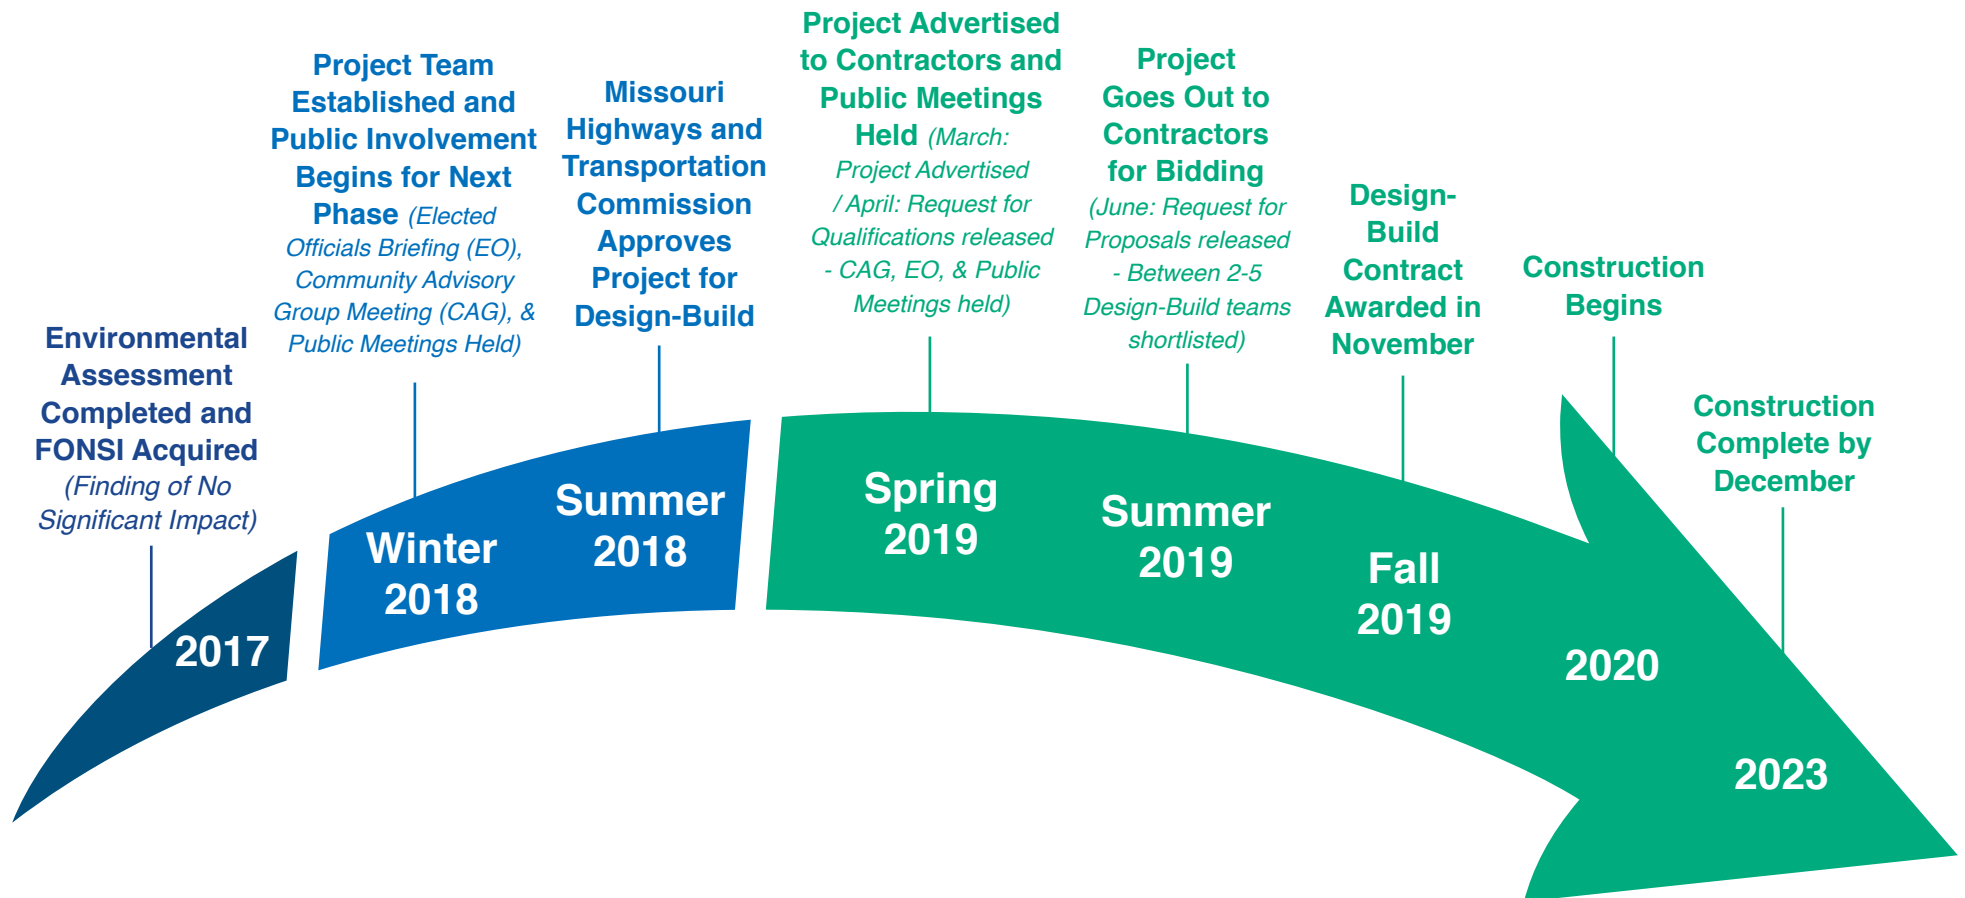 Environmental
Assessment
Completed and
FONSI Acquired
(Finding of No
Significant Impact)
2017
Project Team
Established and
Public Involvement
Begins for Next
Phase (Elected
Officials Briefing (EO),
Community Advisory
Group Meeting (CAG), &
Public Meetings Held)
Winter
2018
Missouri
Highways and
Transportation
Commission
Approves
Project for
Design-Build
Summer
2018
Project Advertised
to Contractors and
Public Meetings
Held (March:
Project Advertised
/ April: Request for
Qualifications released
- CAG, EO, & Public
Meetings held)
Spring
2019
Project
Goes Out to
Contractors
for Bidding
(June: Request for
Proposals released
- Between 2-5
Design-Build teams
shortlisted)
Summer
2019
Design-
Build
Contract
Awarded in
November
Fall
2019
Construction
Begins
2020
Construction
Complete by
December
2023